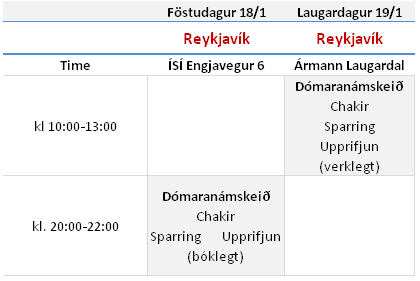 Föstudagur 18/1 Laugardagur 19/1
Reykjavík Reykjavík
Time ÍSÍ Engjavegur 6 Ármann Laugardal
Dómaranámskeið
Chakir
kl 10:00-13:00 Sparring
Upprifjun
(verklegt)
Dómaranámskeið
Chakir
kl. 20:00-22:00 Sparring Upprifjun
(bóklegt)